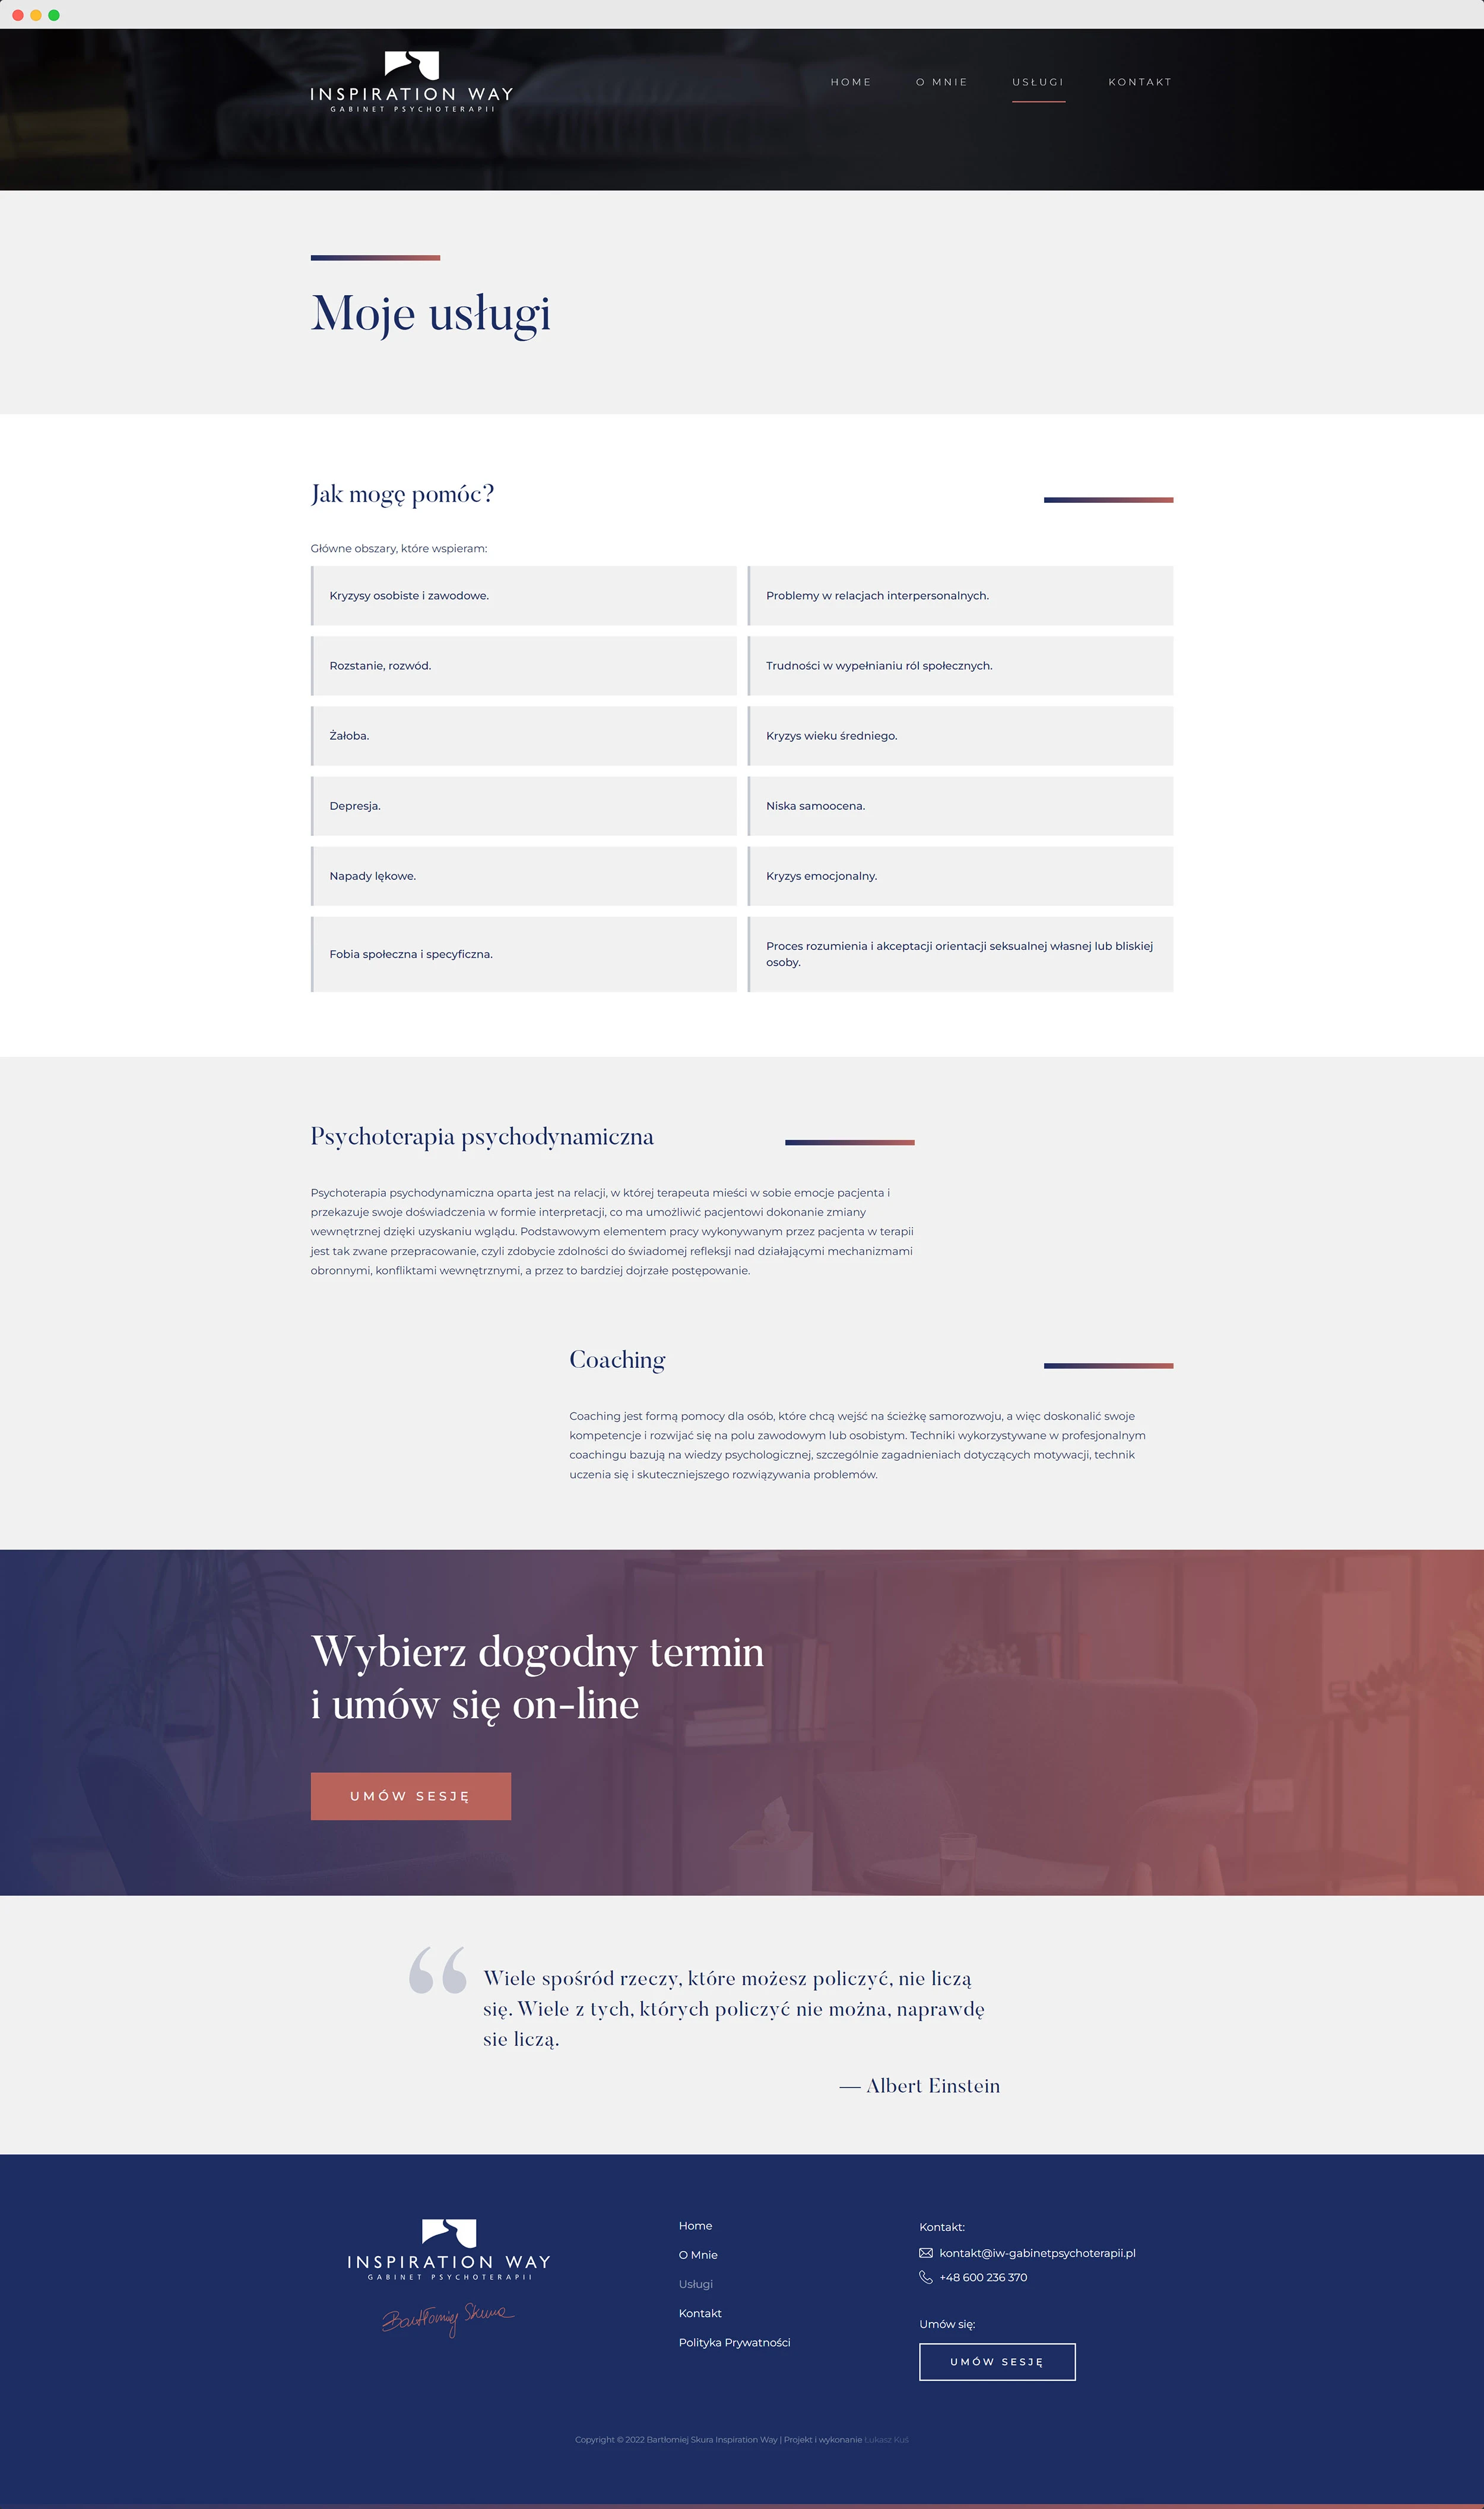 INSPIRATION WAY
GABINET PSYCHOTERAPII
HOME
O MNIE
USŁUGI
KONTAKT
Moje usługi
Jak mogę pomóc?
Główne obszary, które wspieram:
Kryzysy osobiste i zawodowe.
Problemy w relacjach interpersonalnych.
Rozstanie, rozwód.
Trudności w wypełnianiu ról społecznych.
Żałoba.
Kryzys wieku średniego.
Depresja.
Niska samoocena.
Napady lękowe.
Kryzys emocjonalny.
Fobia społeczna i specyficzna.
Proces rozumienia i akceptacji orientacji seksualnej własnej lub bliskiej
osoby.
Psychoterapia psychodynamiczna
Psychoterapia psychodynamiczna oparta jest na relacji, w której terapeuta mieści w sobie emocje pacjenta i
przekazuje swoje doświadczenia w formie interpretacji, co ma umożliwić pacjentowi dokonanie zmiany
wewnętrznej dzięki uzyskaniu wglądu. Podstawowym elementem pracy wykonywanym przez pacjenta w terapii
jest tak zwane przepracowanie, czyli zdobycie zdolności do świadomej refleksji nad działającymi mechanizmami
obronnymi, konfliktami wewnętrznymi, a przez to bardziej dojrzałe postępowanie.
Coaching
Coaching jest formą pomocy dla osób, które chcą wejść na ścieżkę samorozwoju, a więc doskonalić swoje
kompetencje i rozwijać się na polu zawodowym lub osobistym. Techniki wykorzystywane w profesjonalnym
coachingu bazują na wiedzy psychologicznej, szczególnie zagadnieniach dotyczących motywacji, technik
uczenia się i skuteczniejszego rozwiązywania problemów.
Wybierz dogodny termin
i umów się on-line
UMÓW SESJĘ
“
Wiele spośród rzeczy, które możesz policzyć, nie liczą
się. Wiele z tych, których policzyć nie można, naprawdę
sie liczą.
— Albert Einstein
INSPIRATION WAY
GABINET PSYCHOTERAPII
Bartłomiej Skura
Home
O Mnie
Usługi
Kontakt
Polityka Prywatności
Kontakt:
kontakt@iw-gabinetpsychoterapii.pl
+48 600 236 370
Umów się:
UMÓW SESJĘ
Copyright © 2022 Bartłomiej Skura Inspiration Way | Projekt i wykonanie Łukasz Kuś